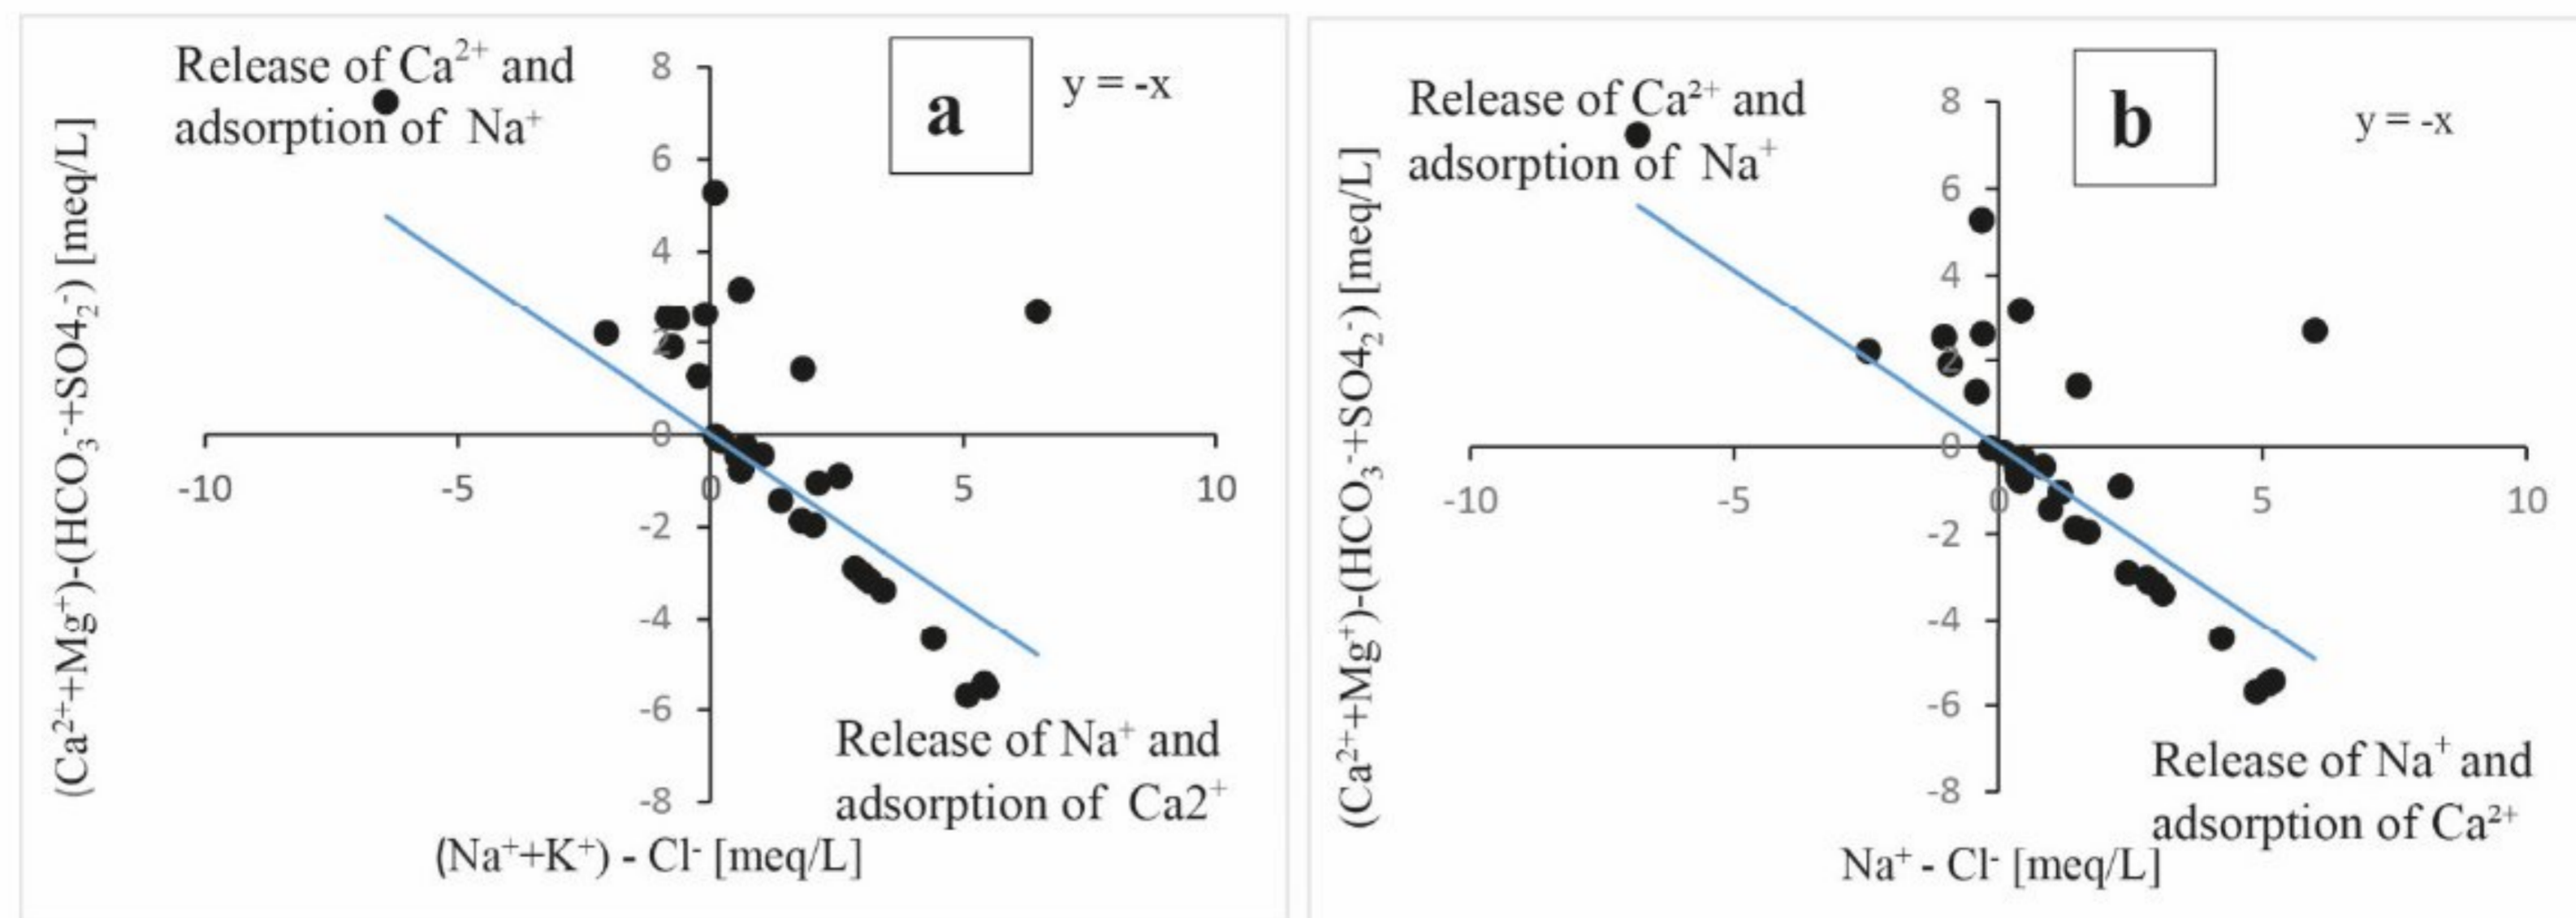 Release of Ca²⁺ and
adsorption of Na⁺
a
y = -x
8
6
4
2
0
-2
-4
-6
-8
-10
-5
0
5
10
(Ca²⁺+Mg⁺)-(HCO₃⁻+SO4₂⁻) [meq/L]
Release of Na⁺ and
adsorption of Ca2⁺
(Na⁺+K⁺) - Cl⁻ [meq/L]
Release of Ca²⁺ and
adsorption of Na⁺
b
y = -x
8
6
4
2
0
-2
-4
-6
-8
-10
-5
0
5
10
(Ca²⁺+Mg⁺)-(HCO₃⁻+SO4₂⁻) [meq/L]
Release of Na⁺ and
adsorption of Ca²⁺
Na⁺ - Cl⁻ [meq/L]